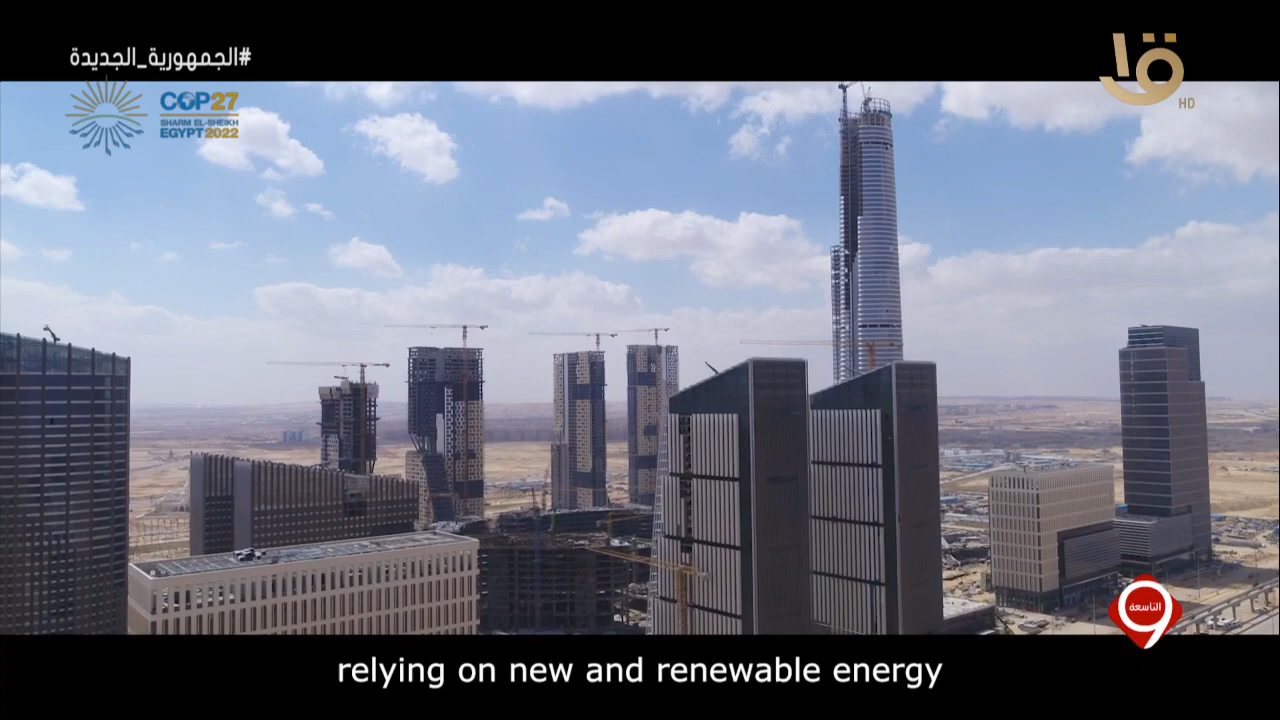 #الجمهورية_الجديدة
COP27
SHARM EL-SHEIKH
EGYPT 2022
HD
التاسعة
9
relying on new and renewable energy